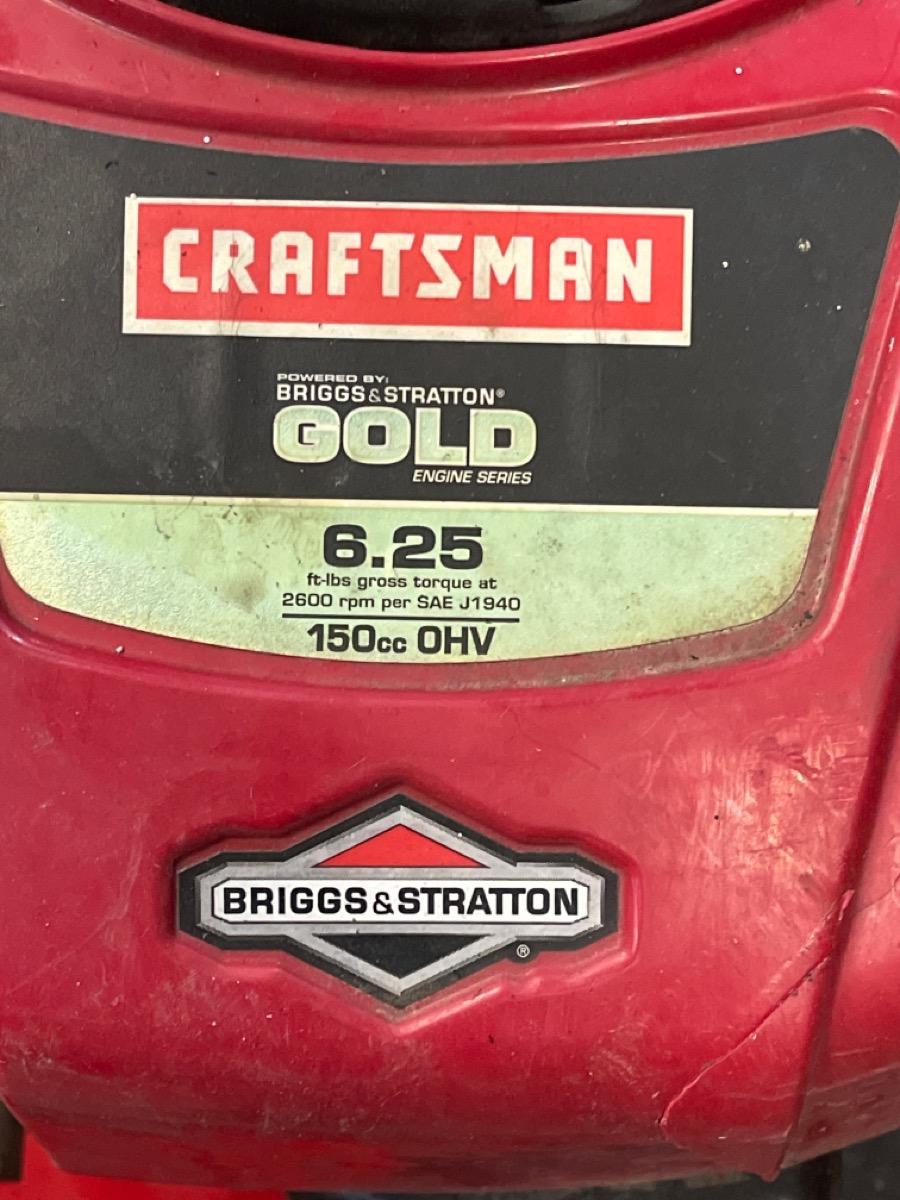 CRAFTSMAN
POWERED BY:
BRIGGS & STRATTON®
GOLD
ENGINE SERIES
6.25
ft-lbs gross torque at
2600 rpm per SAE J1940
150cc OHV
BRIGGS & STRATTON
®